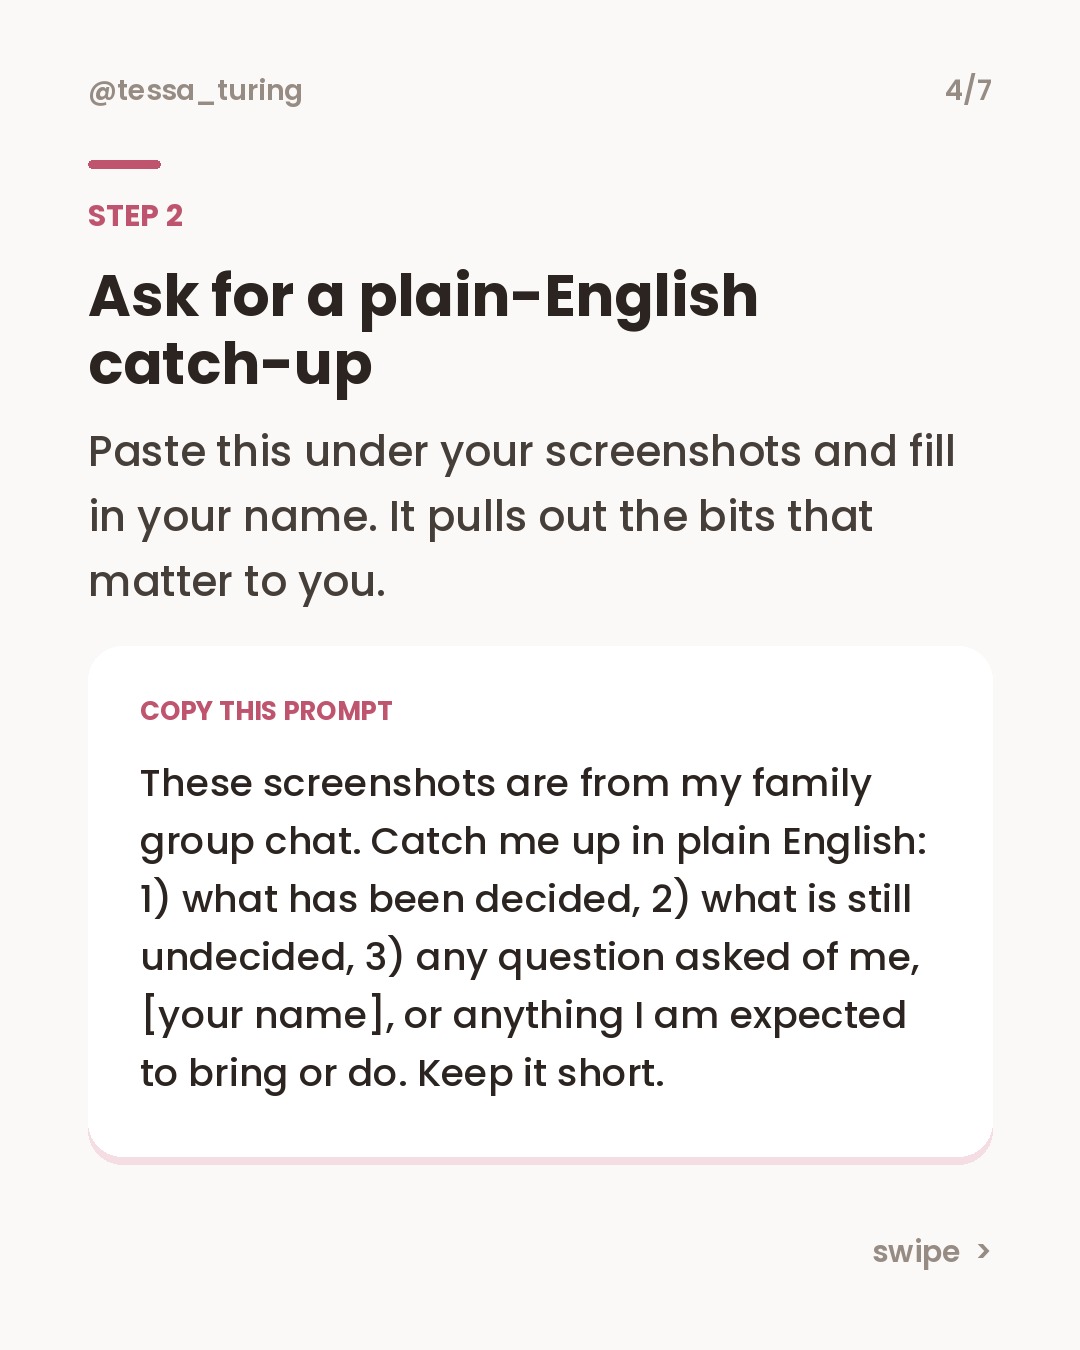 @tessa_turing
4/7
STEP 2
Ask for a plain-English
catch-up
Paste this under your screenshots and fill
in your name. It pulls out the bits that
matter to you.
COPY THIS PROMPT
These screenshots are from my family
group chat. Catch me up in plain English:
1) what has been decided, 2) what is still
undecided, 3) any question asked of me,
[your name], or anything I am expected
to bring or do. Keep it short.
swipe >